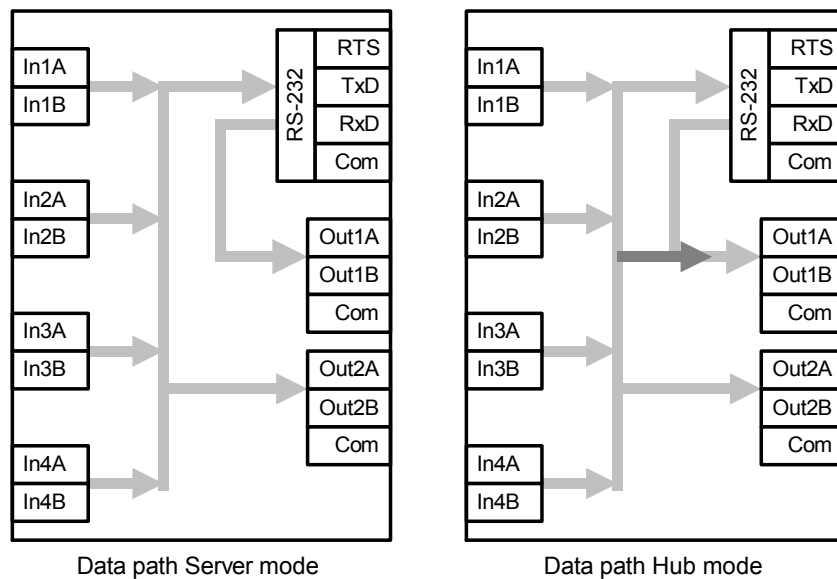 In1A
In1B
In2A
In2B
In3A
In3B
In4A
In4B
RS-232
RTS
TxD
RxD
Com
Out1A
Out1B
Com
Out2A
Out2B
Com
Data path Server mode
In1A
In1B
In2A
In2B
In3A
In3B
In4A
In4B
RS-232
RTS
TxD
RxD
Com
Out1A
Out1B
Com
Out2A
Out2B
Com
Data path Hub mode